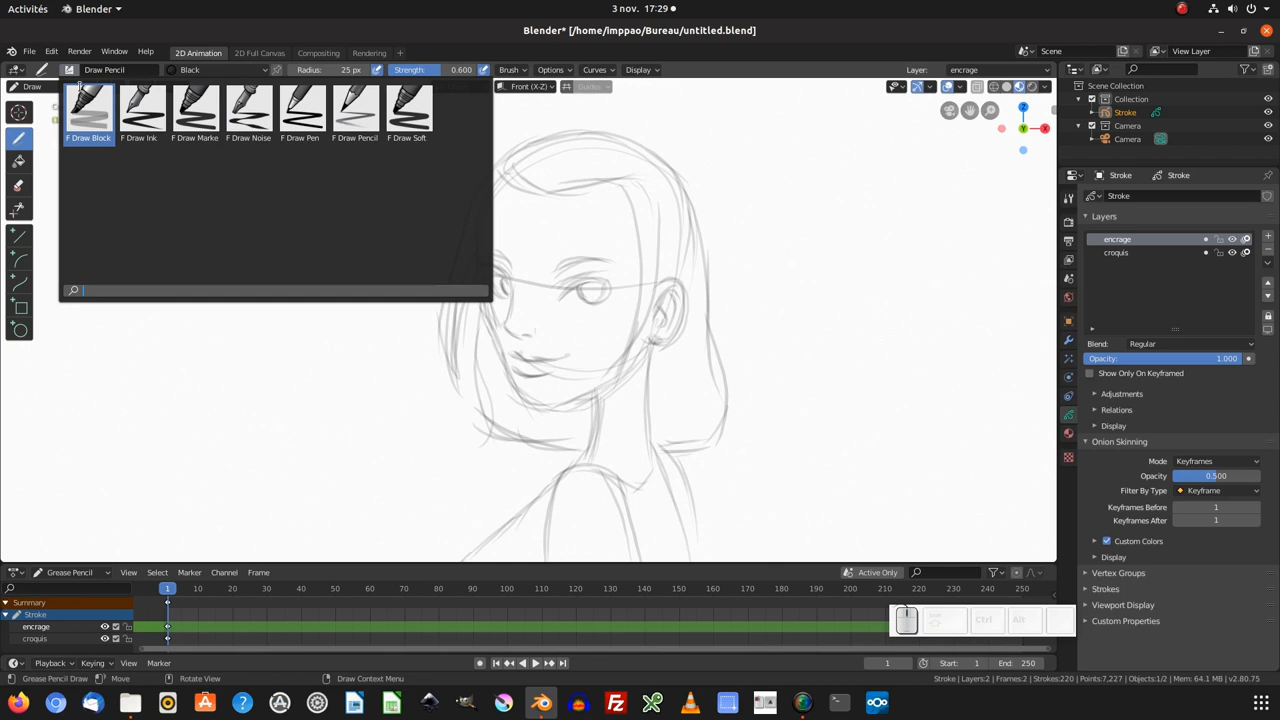 Activités
Blender
3 nov. 17:29
Blender* [/home/imppao/Bureau/untitled.blend]
File Edit Render Window Help 2D Animation 2D Full Canvas Compositing Rendering + Scene View Layer
Draw Pencil Black Radius: 25 px Strength: 0.600 Brush Options Curves Display Layer: encrage
Draw Front (X-Z) Guides
F Draw Block F Draw Ink F Draw Marke F Draw Noise F Draw Pen F Draw Pencil F Draw Soft
Z
Y X
Scene Collection
Collection
Stroke
Camera
Camera
Stroke Stroke
Stroke
Layers
encrage
croquis
Blend: Regular
Opacity: 1.000
Show Only On Keyframed
Adjustments
Relations
Display
Onion Skinning
Mode Keyframes
Opacity 0.500
Filter By Type Keyframe
Keyframes Before 1
Keyframes After 1
Custom Colors
Display
Vertex Groups
Strokes
Viewport Display
Custom Properties
Grease Pencil View Select Marker Channel Frame Active Only
1 10 20 30 40 50 60 70 80 90 100 110 120 130 140 150 160 170 180 190 200 210 220 230 240 250
Summary
Stroke
encrage
croquis
Ctrl Alt
Playback Keying View Marker 1 Start: 1 End: 250
Grease Pencil Draw Move Rotate View Draw Context Menu Stroke | Layers:2 | Frames:2 | Strokes:220 | Points:7,227 | Objects:1/2 | Mem: 64.1 MB | v2.80.75